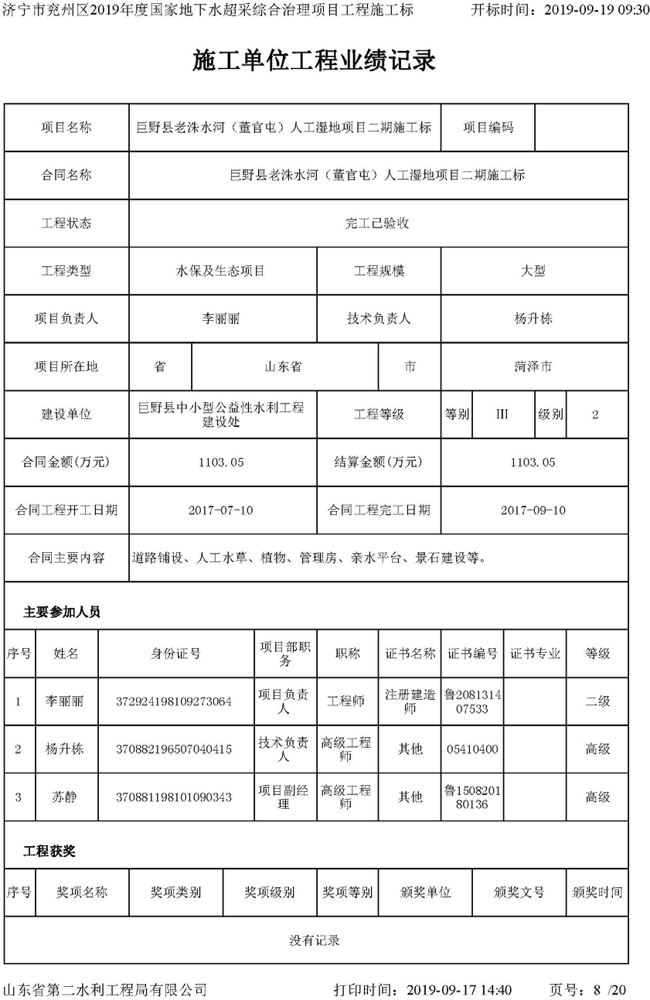 济宁市兖州区2019年度国家地下水超采综合治理项目工程施工标 开标时间：2019-09-19 09:30
施工单位工程业绩记录
项目名称 巨野县老洙水河（董官屯）人工湿地项目二期施工标 项目编码
合同名称 巨野县老洙水河（董官屯）人工湿地项目二期施工标
工程状态 完工已验收
工程类型 水保及生态项目 工程规模 大型
项目负责人 李丽丽 技术负责人 杨升栋
项目所在地 省 山东省 市 菏泽市
建设单位 巨野县中小型公益性水利工程
建设处 工程等级 等别 III 级别 2
合同金额(万元) 1103.05 结算金额(万元) 1103.05
合同工程开工日期 2017-07-10 合同工程完工日期 2017-09-10
合同主要内容 道路铺设、人工水草、植物、管理房、亲水平台、景石建设等。
主要参加人员
序号 姓名 身份证号 项目部职
务 职称 证书名称 证书编号 证书专业 等级
1 李丽丽 372924198109273064 项目负责
人 工程师 注册建造
师 鲁2081314
07533 二级
2 杨升栋 370882196507040415 技术负责
人 高级工程
师 其他 05410400 高级
3 苏静 370881198101090343 项目副经
理 高级工程
师 其他 鲁1508201
80136 高级
工程获奖
序号 奖项名称 奖项类别 奖项级别 奖项等别 颁奖单位 颁奖文号 颁奖时间
没有记录
山东省第二水利工程局有限公司 打印时间：2019-09-17 14:40 页号：8 /20